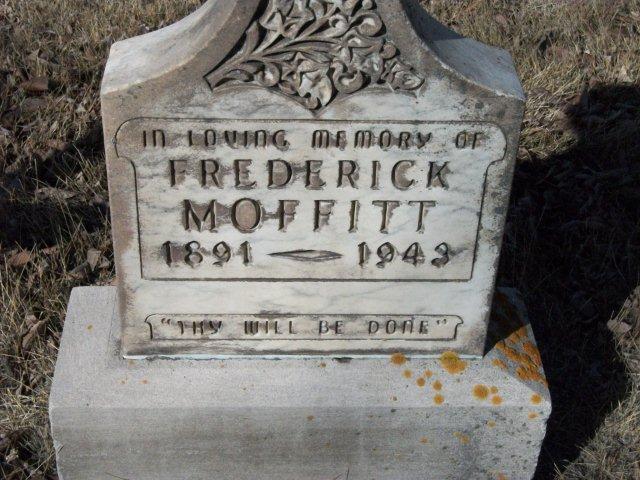 IN LOVING MEMORY OF
FREDERICK
MOFFITT
1891 — 1943
"THY WILL BE DONE"